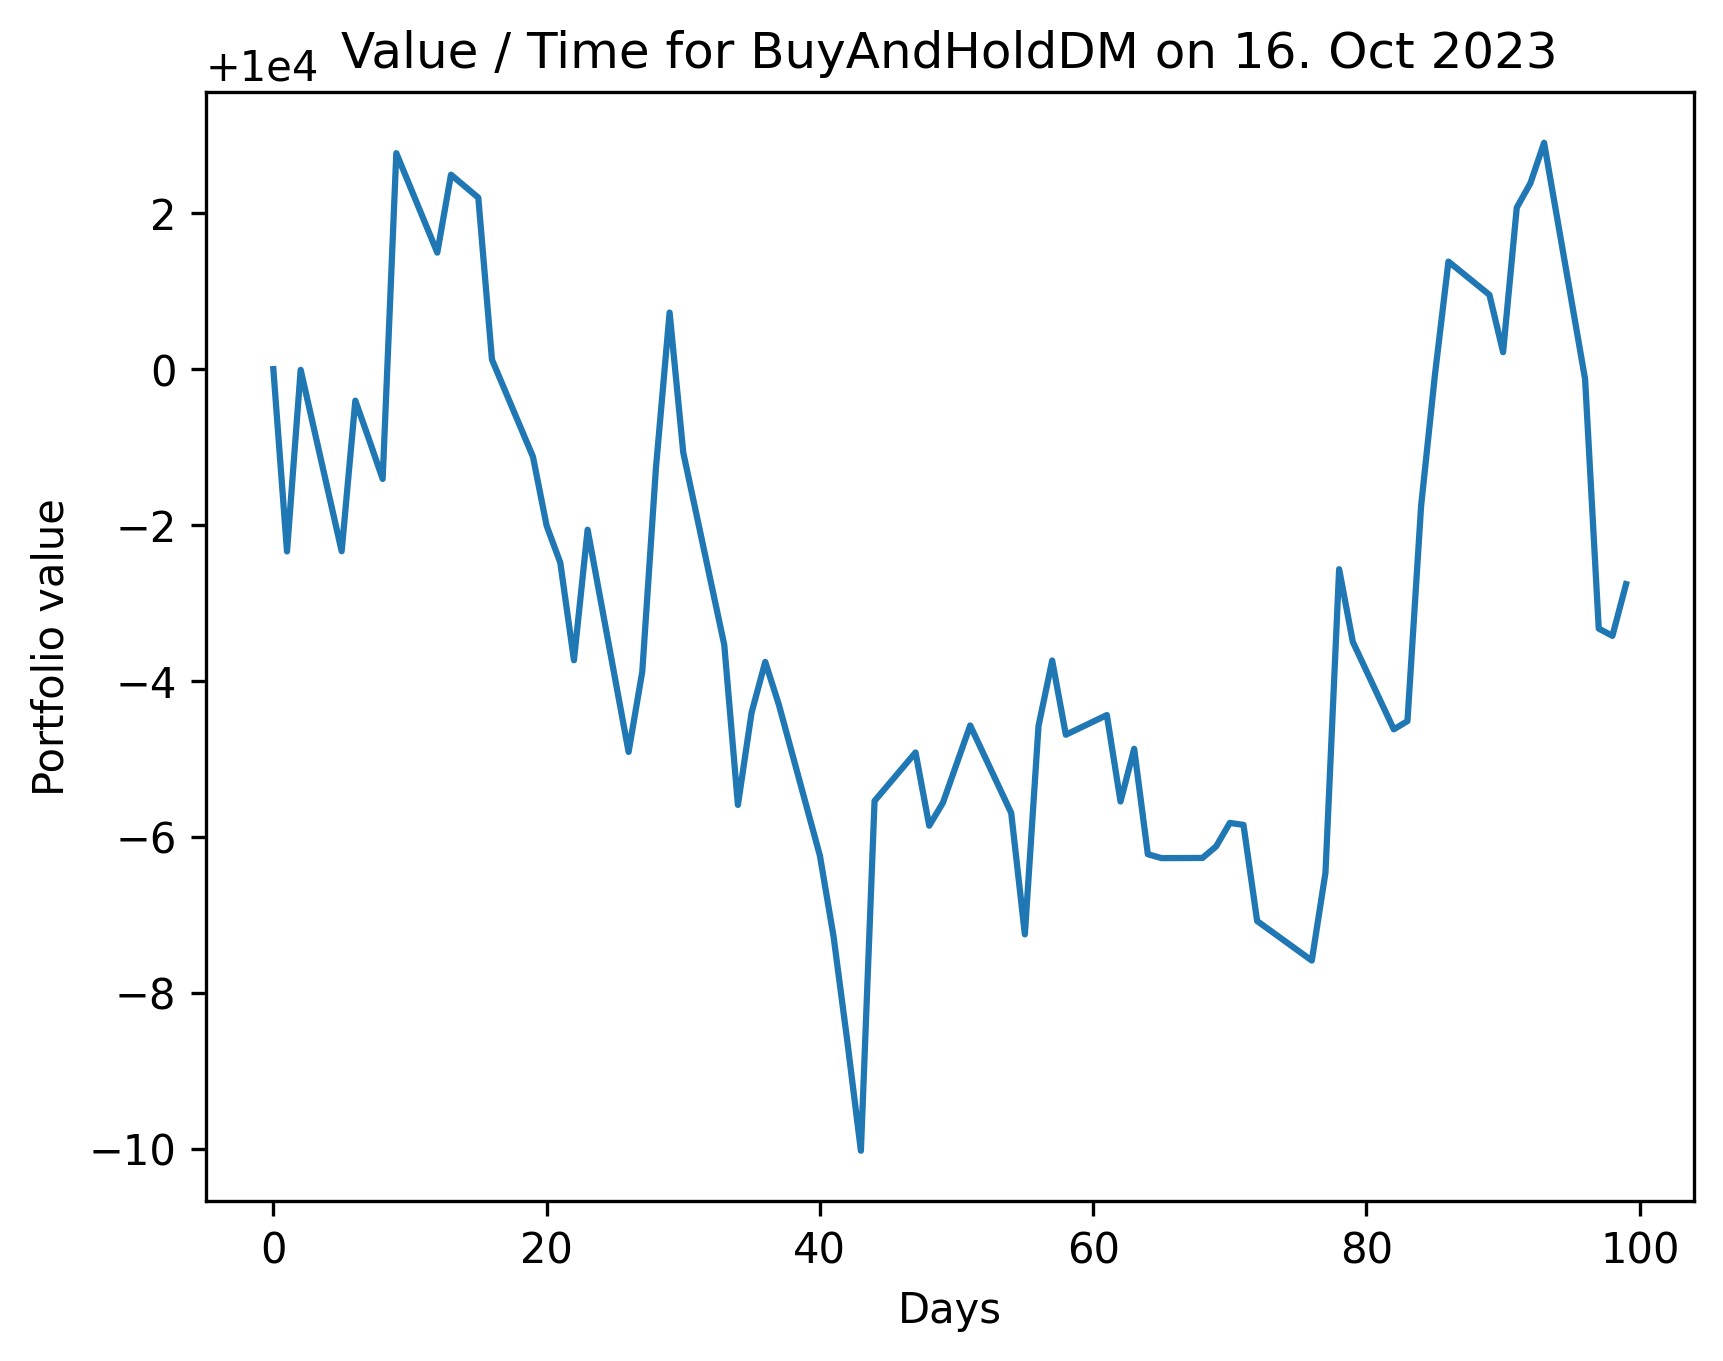 Value / Time for BuyAndHoldDM on 16. Oct 2023
+1e4
2
0
−2
−4
−6
−8
−10
Portfolio value
0 20 40 60 80 100
Days